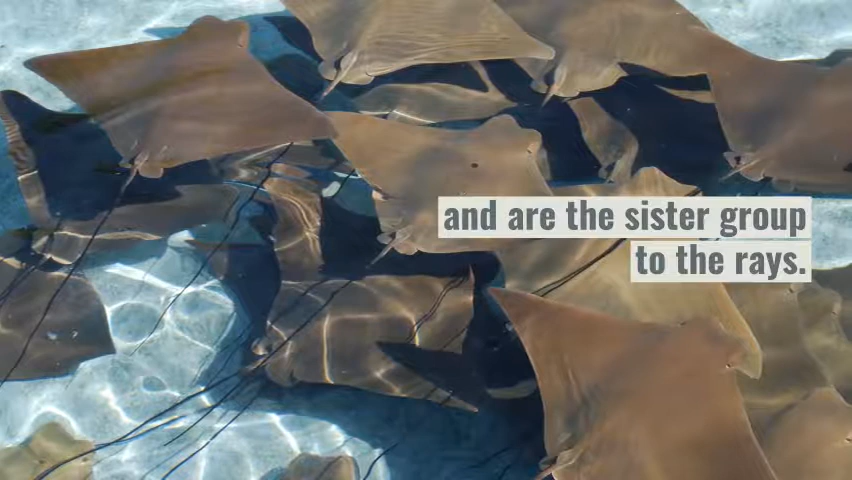 and are the sister group
to the rays.